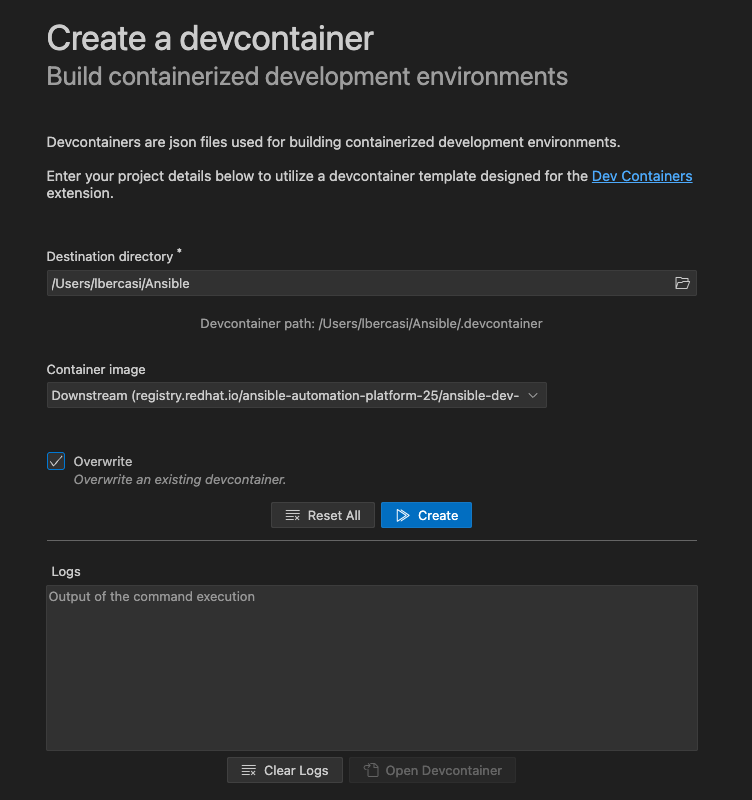 Create a devcontainer
Build containerized development environments
Devcontainers are json files used for building containerized development environments.
Enter your project details below to utilize a devcontainer template designed for the Dev Containers
extension.
Destination directory *
/Users/lbercasi/Ansible
Devcontainer path: /Users/lbercasi/Ansible/.devcontainer
Container image
Downstream (registry.redhat.io/ansible-automation-platform-25/ansible-dev-
Overwrite
Overwrite an existing devcontainer.
Reset All
Create
Logs
Output of the command execution
Clear Logs
Open Devcontainer